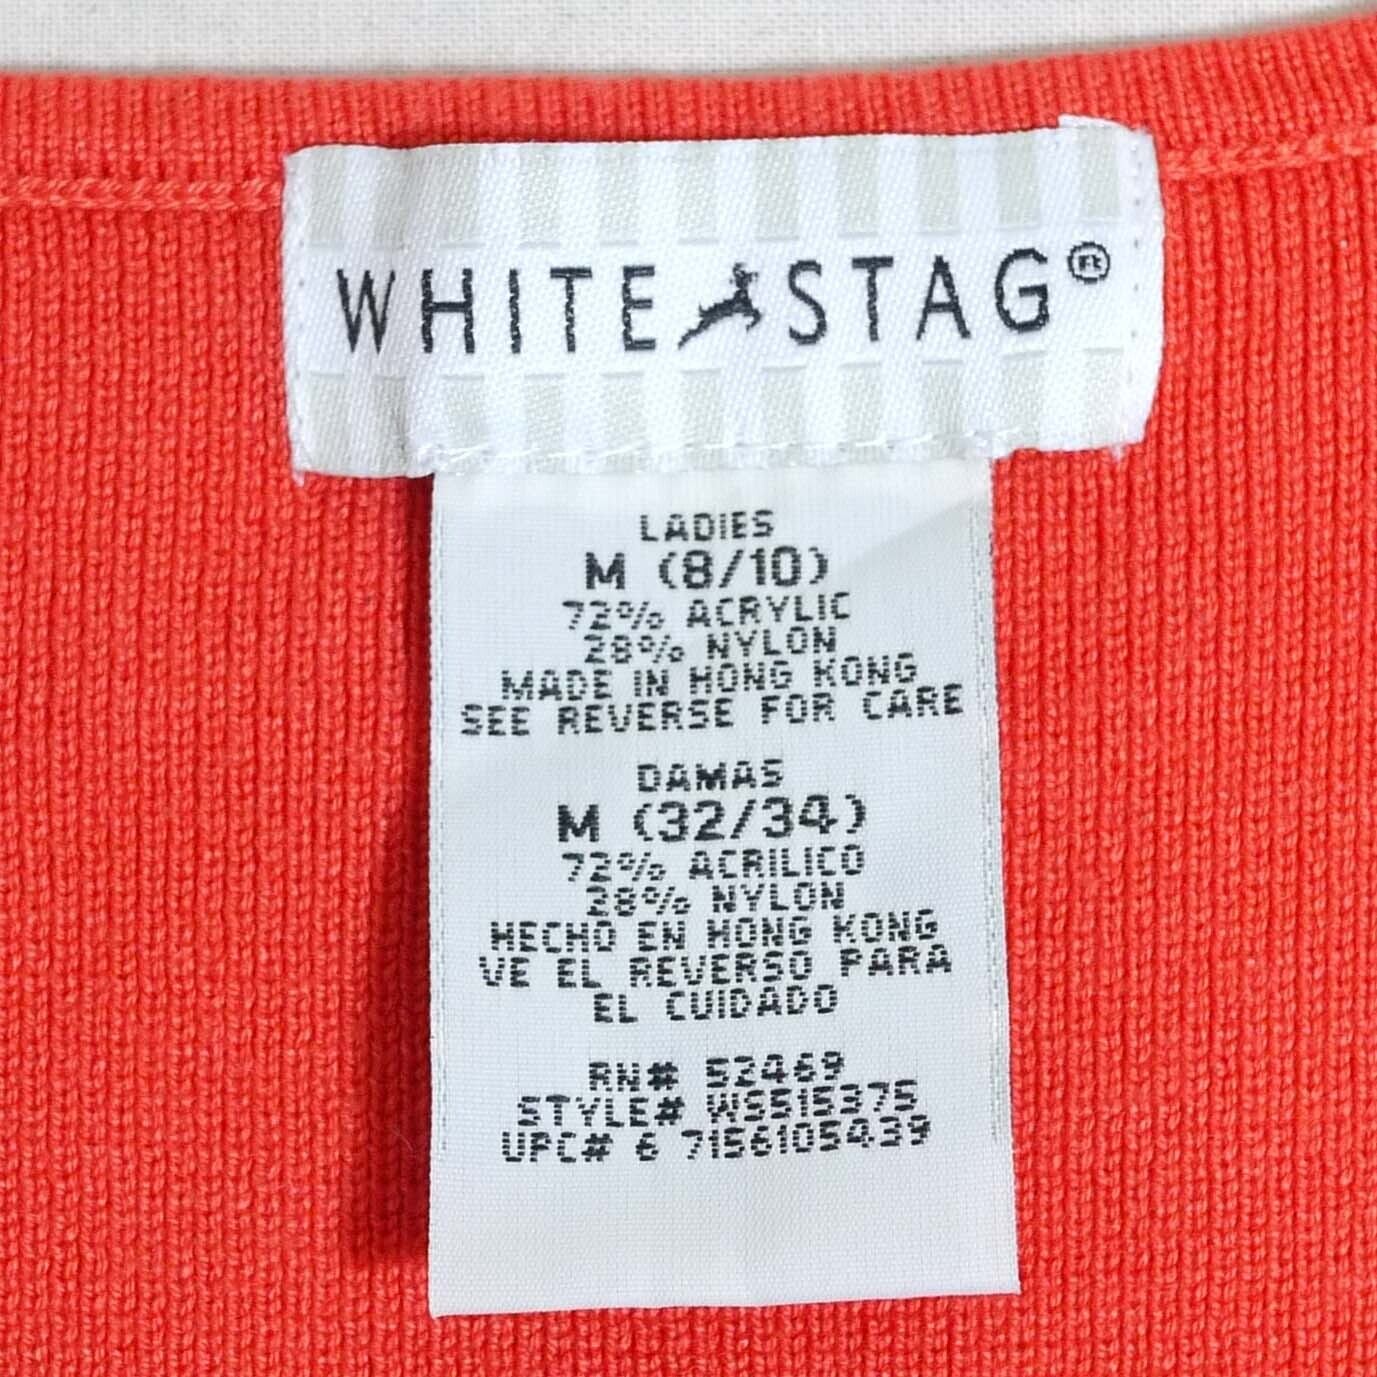 WHITE STAG®
LADIES
M (8/10)
72% ACRYLIC
28% NYLON
MADE IN HONG KONG
SEE REVERSE FOR CARE
DAMAS
M (32/34)
72% ACRILICO
28% NYLON
HECHO EN HONG KONG
VE EL REVERSO PARA
EL CUIDADO
RN# 52469
STYLE# WS515375
UPC# 6 7156105439